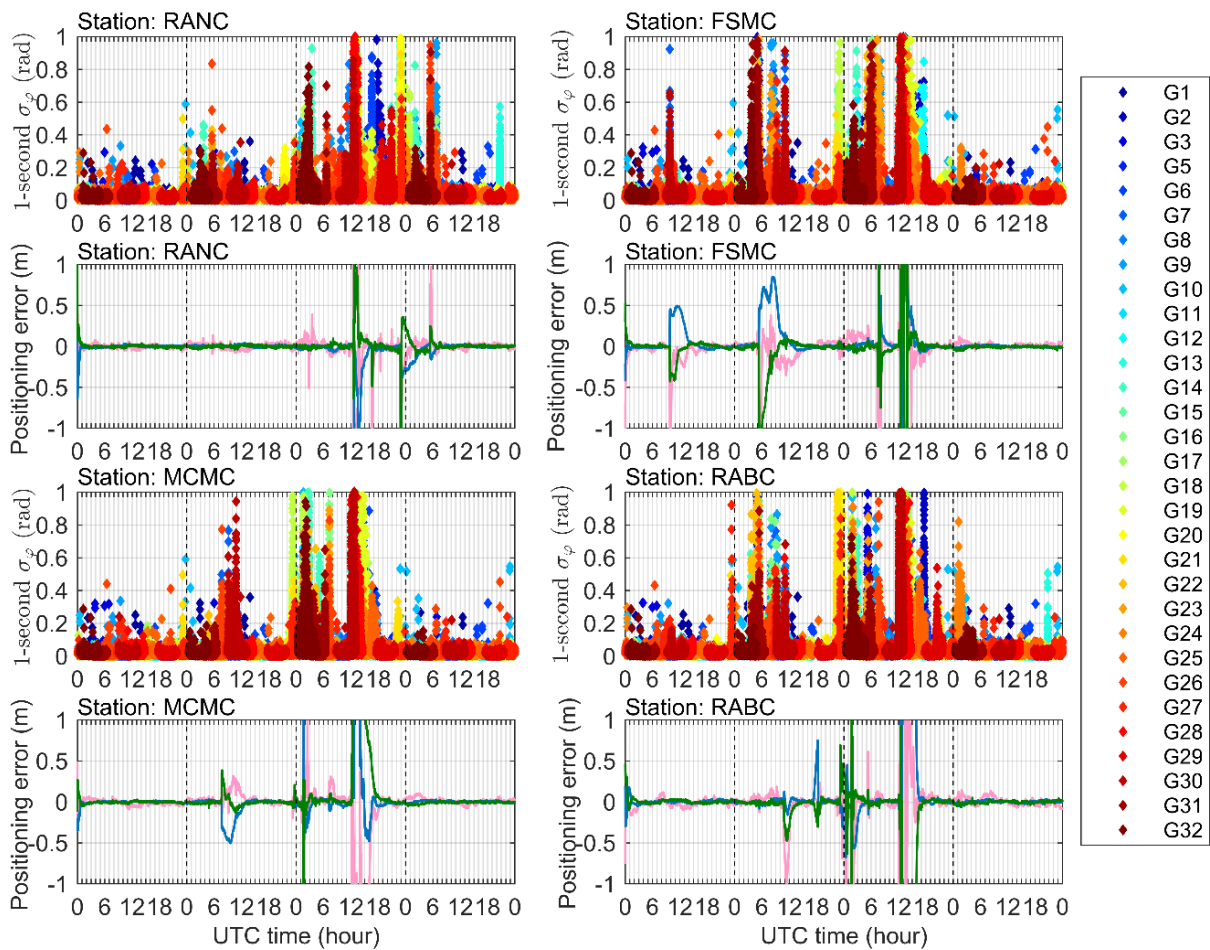 Station: RANC
1-second σφ (rad)
1
0.8
0.6
0.4
0.2
0
0 6 12 18 0 6 12 18 0 6 12 18 0 6 12 18
Station: FSMC
1-second σφ (rad)
1
0.8
0.6
0.4
0.2
0
0 6 12 18 0 6 12 18 0 6 12 18 0 6 12 18
Station: RANC
Positioning error (m)
1
0.5
0
-0.5
-1
0 6 12 18 0 6 12 18 0 6 12 18 0 6 12 18 0
Station: FSMC
Positioning error (m)
1
0.5
0
-0.5
-1
0 6 12 18 0 6 12 18 0 6 12 18 0 6 12 18 0
Station: MCMC
1-second σφ (rad)
1
0.8
0.6
0.4
0.2
0
0 6 12 18 0 6 12 18 0 6 12 18 0 6 12 18 0
Station: RABC
1-second σφ (rad)
1
0.8
0.6
0.4
0.2
0
0 6 12 18 0 6 12 18 0 6 12 18 0 6 12 18 0
Station: MCMC
Positioning error (m)
1
0.5
0
-0.5
-1
0 6 12 18 0 6 12 18 0 6 12 18 0 6 12 18 0
UTC time (hour)
Station: RABC
Positioning error (m)
1
0.5
0
-0.5
-1
0 6 12 18 0 6 12 18 0 6 12 18 0 6 12 18 0
UTC time (hour)
G1
G2
G3
G5
G6
G7
G8
G9
G10
G11
G12
G13
G14
G15
G16
G17
G18
G19
G20
G21
G22
G23
G24
G25
G26
G27
G28
G29
G30
G31
G32